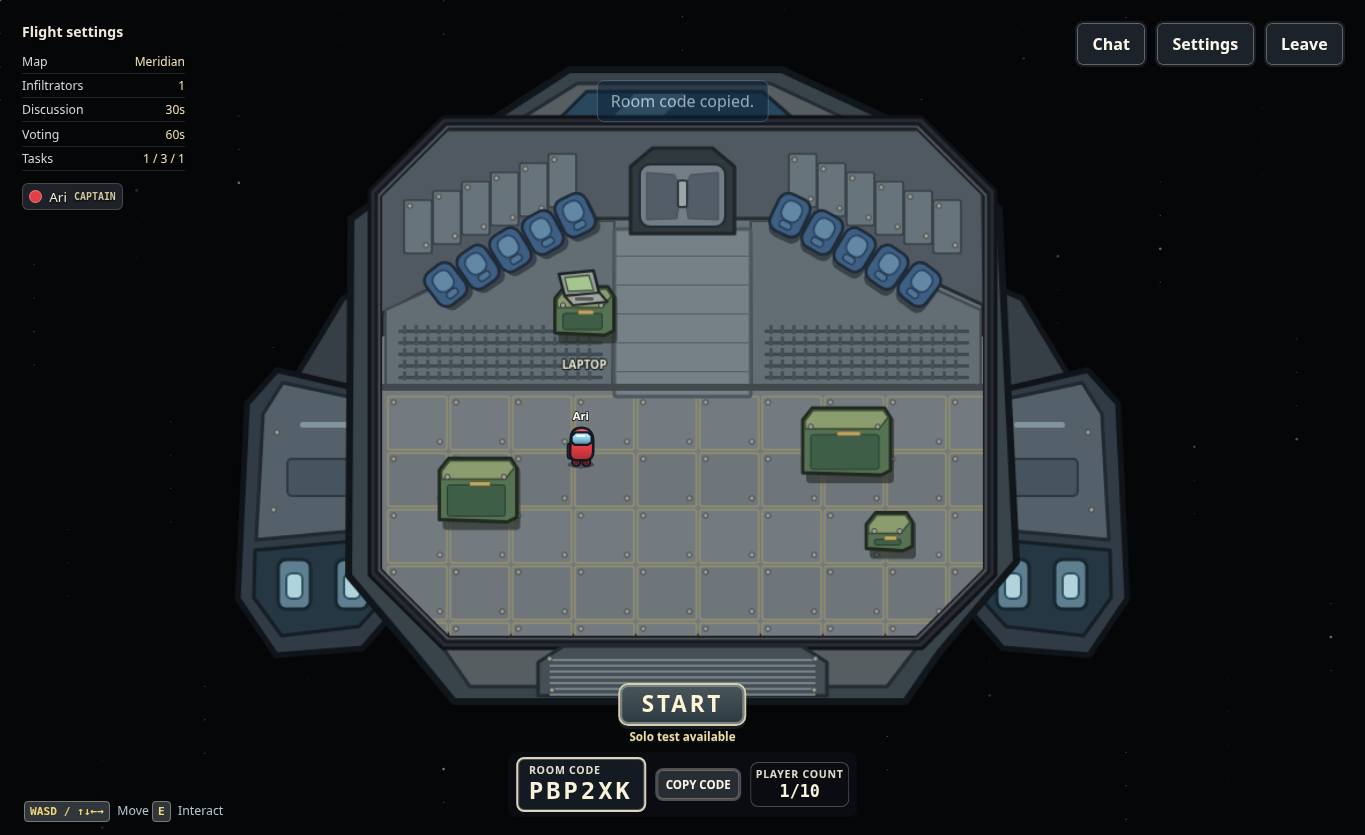 Flight settings
Map Meridian
Infiltrators 1
Discussion 30s
Voting 60s
Tasks 1 / 3 / 1
Ari CAPTAIN
Chat Settings Leave
Room code copied.
LAPTOP
Ari
START
Solo test available
ROOM CODE
PBP2XK
COPY CODE
PLAYER COUNT
1/10
WASD / ↑↓←→ Move E Interact